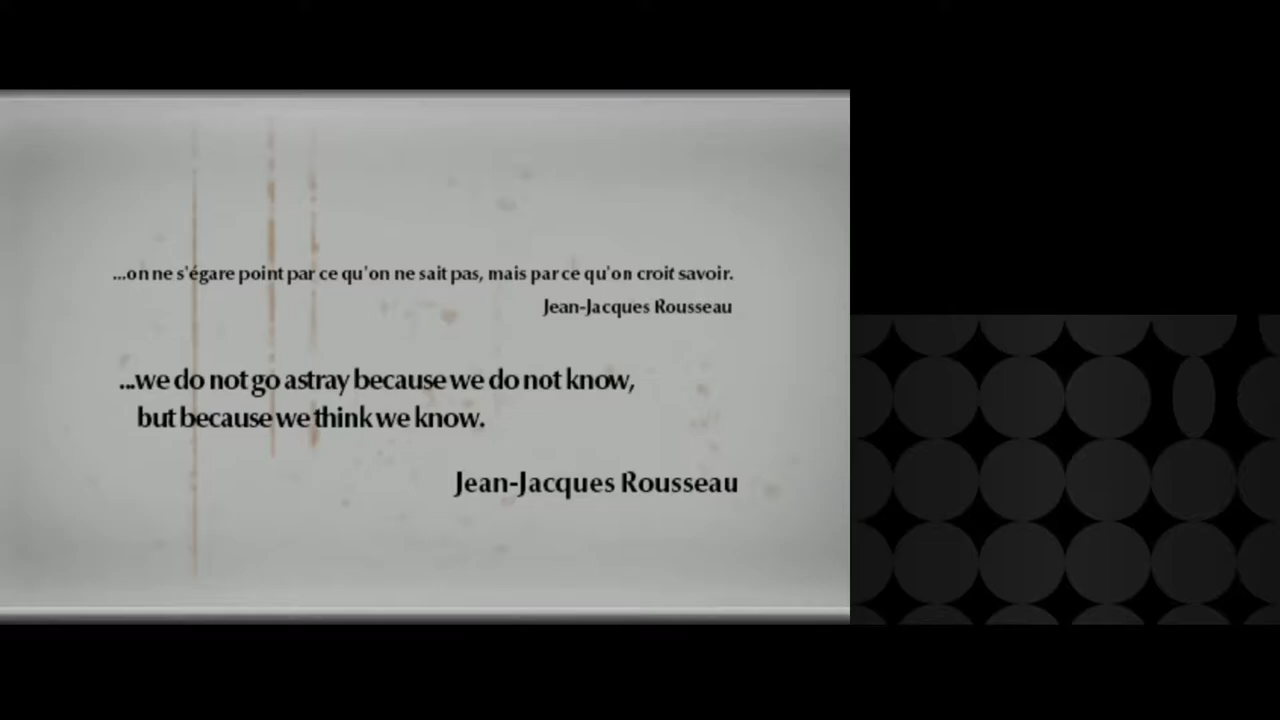 ...on ne s'égare point par ce qu'on ne sait pas, mais par ce qu'on croit savoir.
Jean-Jacques Rousseau
...we do not go astray because we do not know,
but because we think we know.
Jean-Jacques Rousseau